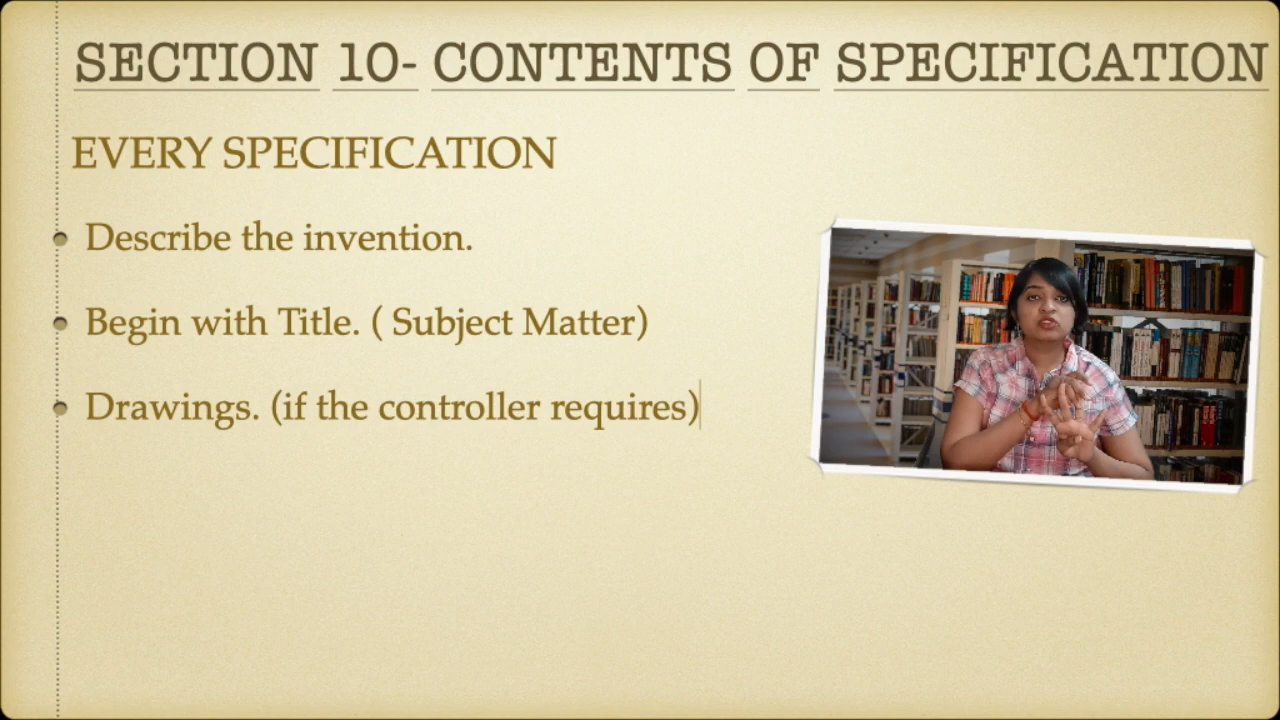 SECTION 10- CONTENTS OF SPECIFICATION
EVERY SPECIFICATION
Describe the invention.
Begin with Title. ( Subject Matter)
Drawings. (if the controller requires)